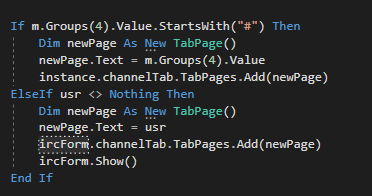 If m.Groups(4).Value.StartsWith("#") Then
Dim newPage As New TabPage()
newPage.Text = m.Groups(4).Value
instance.channelTab.TabPages.Add(newPage)
ElseIf usr <> Nothing Then
Dim newPage As New TabPage()
newPage.Text = usr
ircForm.channelTab.TabPages.Add(newPage)
ircForm.Show()
End If